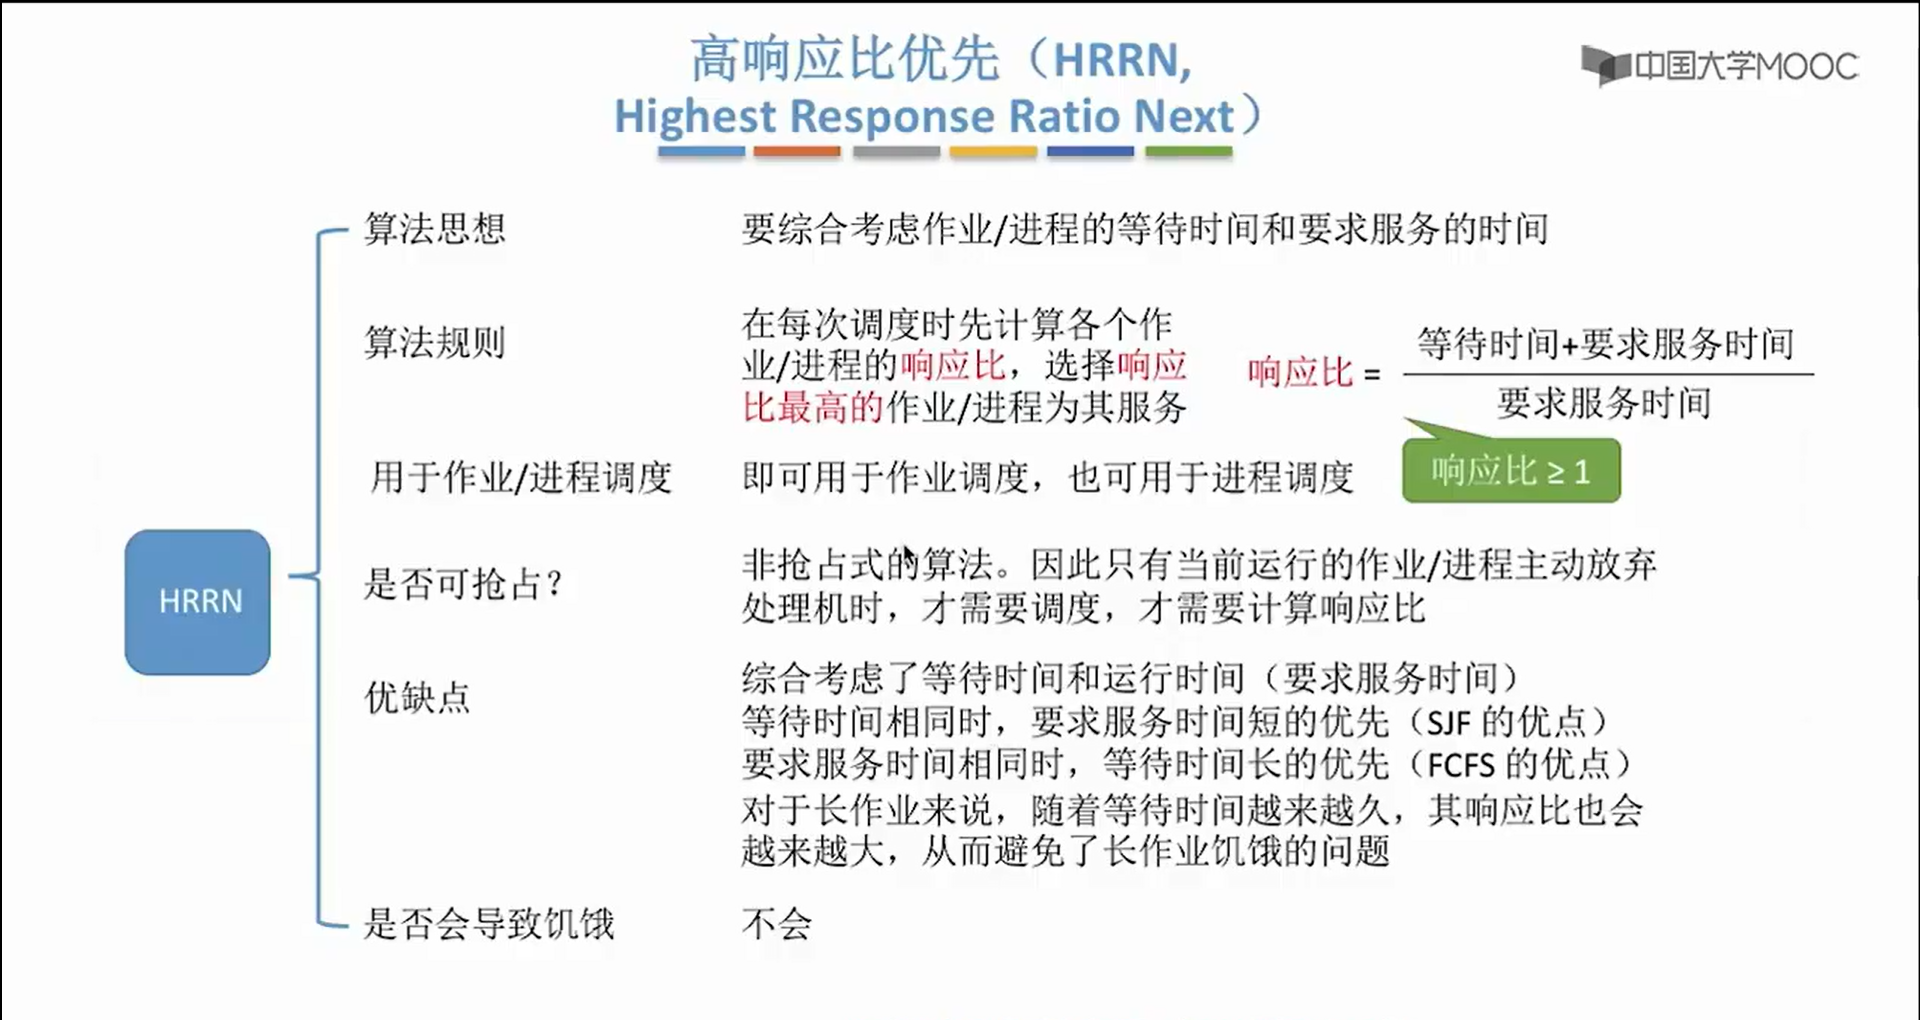 高响应比优先（HRRN,
Highest Response Ratio Next）
中国大学MOOC
算法思想
要综合考虑作业/进程的等待时间和要求服务的时间
算法规则
在每次调度时先计算各个作
业/进程的响应比，选择响应
比最高的作业/进程为其服务
响应比 =
等待时间+要求服务时间
要求服务时间
响应比 ≥ 1
用于作业/进程调度
即可用于作业调度，也可用于进程调度
HRRN
是否可抢占？
非抢占式的算法。因此只有当前运行的作业/进程主动放弃
处理机时，才需要调度，才需要计算响应比
优缺点
综合考虑了等待时间和运行时间（要求服务时间）
等待时间相同时，要求服务时间短的优先（SJF 的优点）
要求服务时间相同时，等待时间长的优先（FCFS 的优点）
对于长作业来说，随着等待时间越来越久，其响应比也会
越来越大，从而避免了长作业饥饿的问题
是否会导致饥饿
不会